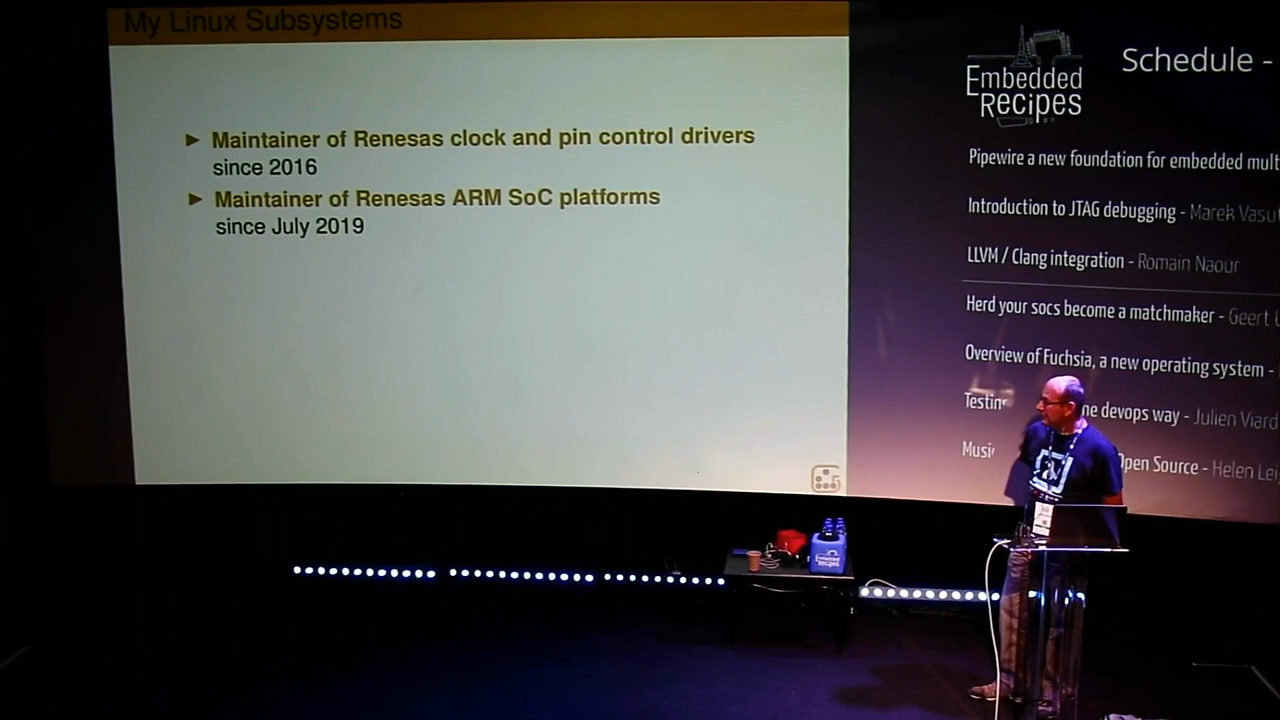 My Linux Subsystems
► Maintainer of Renesas clock and pin control drivers
since 2016
► Maintainer of Renesas ARM SoC platforms
since July 2019
Embedded
Recipes
Schedule -
Pipewire a new foundation for embedded mult
Introduction to JTAG debugging - Marek Vasut
LLVM / Clang integration - Romain Naour
Herd your socs become a matchmaker - Geert
Overview of Fuchsia, a new operating system -
Testin ne devops way - Julien Viard
Musi Open Source - Helen Lei
Embedded
Recipes